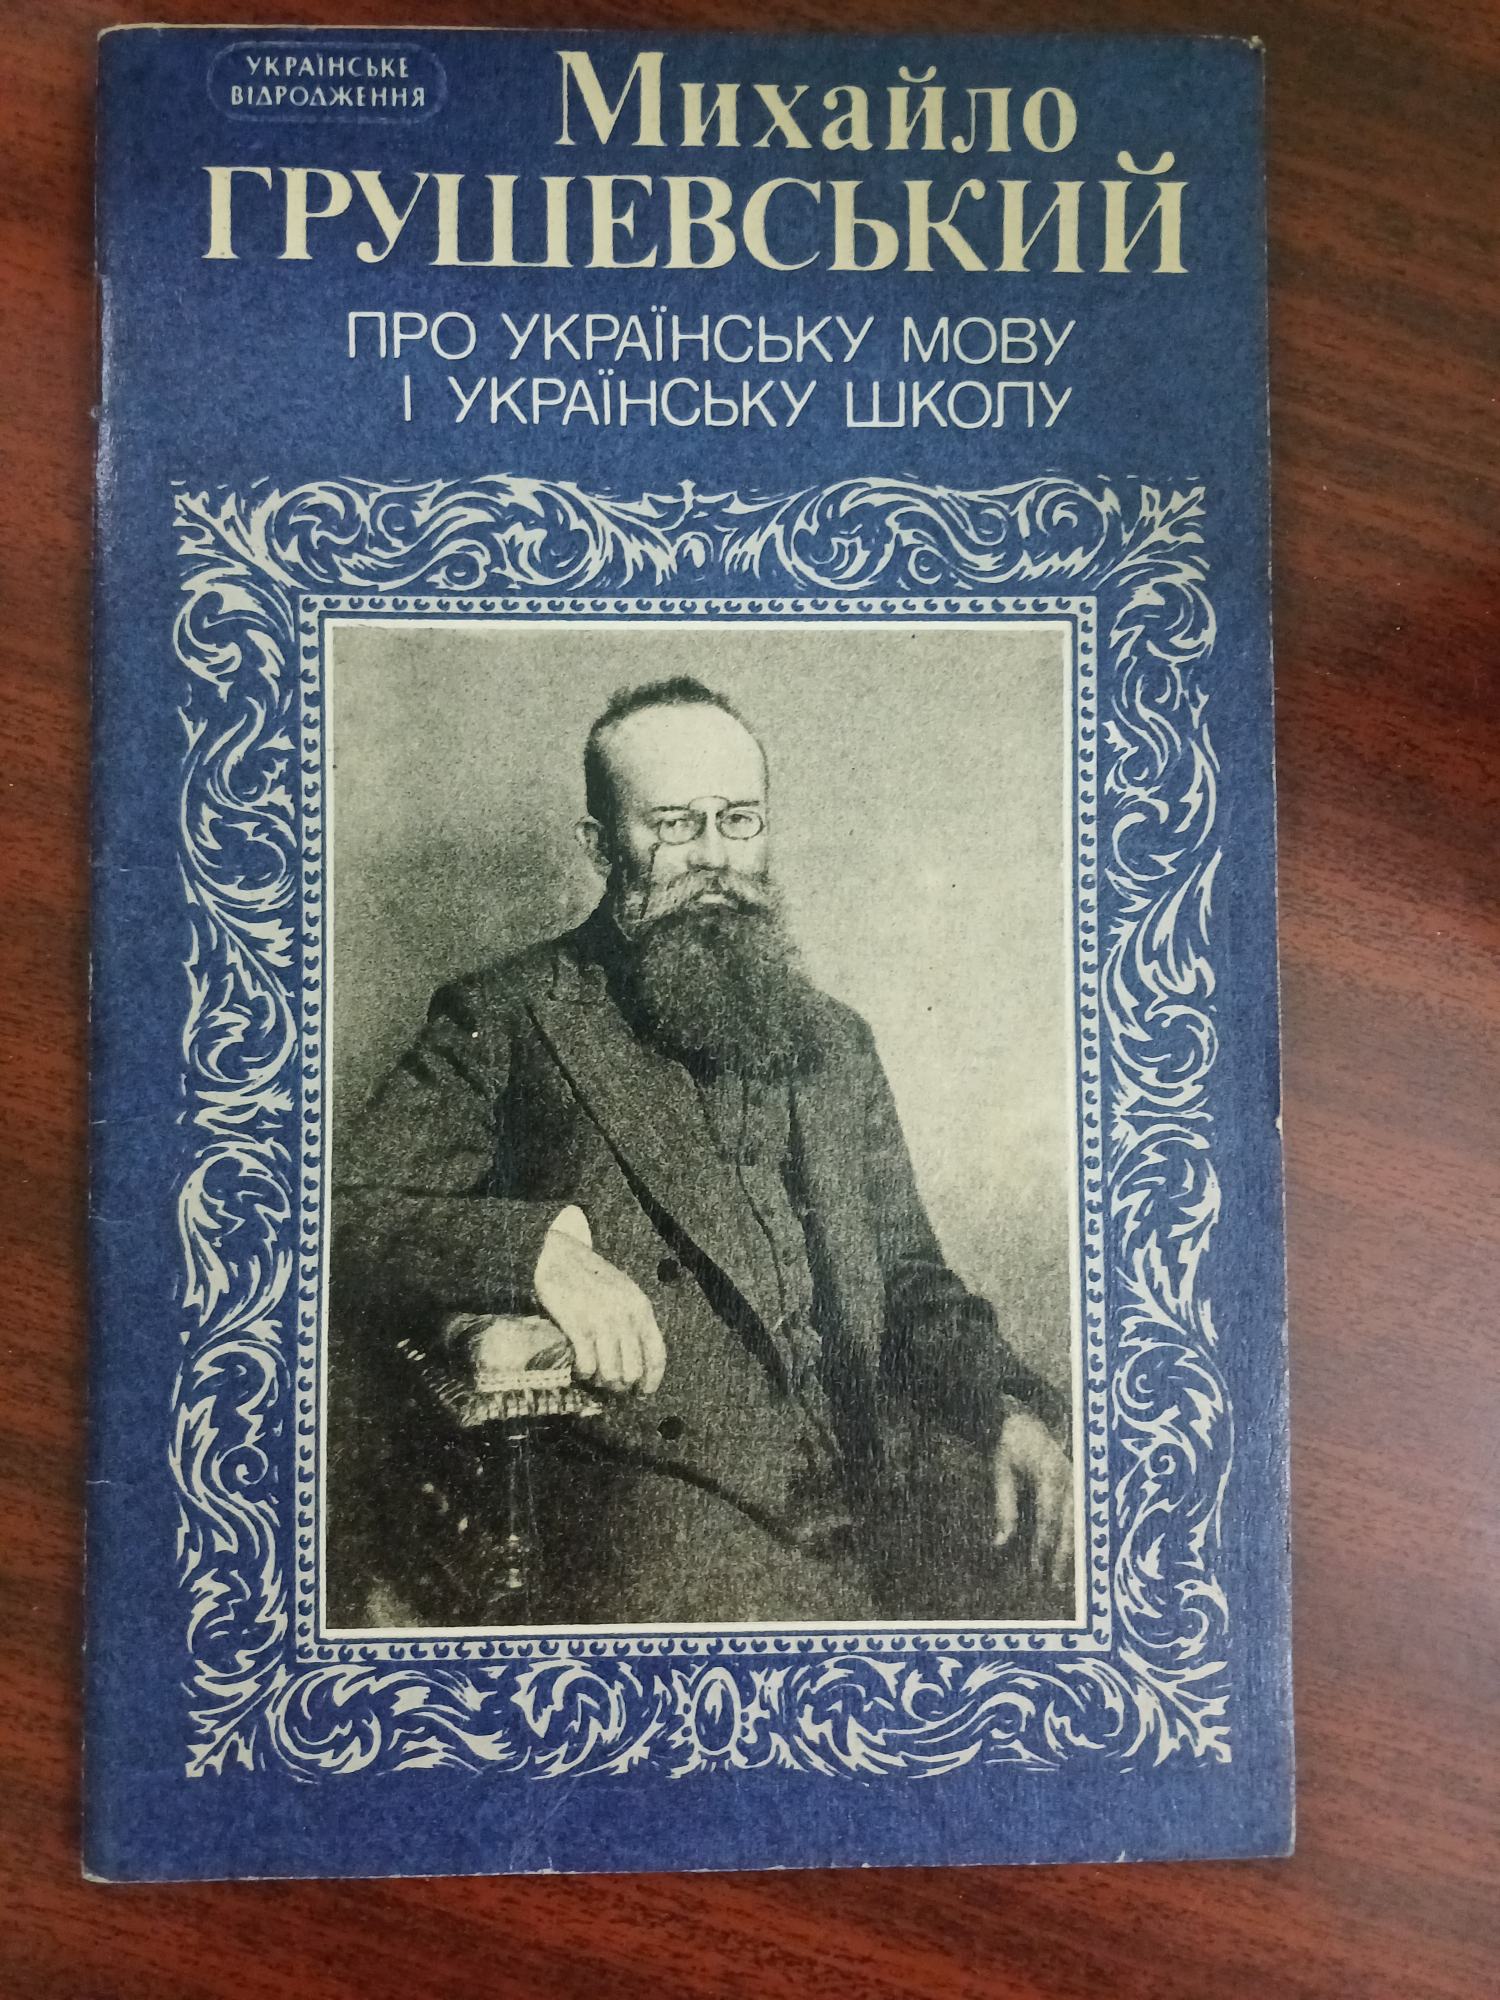 УКРАЇНСЬКЕ
ВІДРОДЖЕННЯ
Михайло
ГРУШЕВСЬКИЙ
ПРО УКРАЇНСЬКУ МОВУ
І УКРАЇНСЬКУ ШКОЛУ